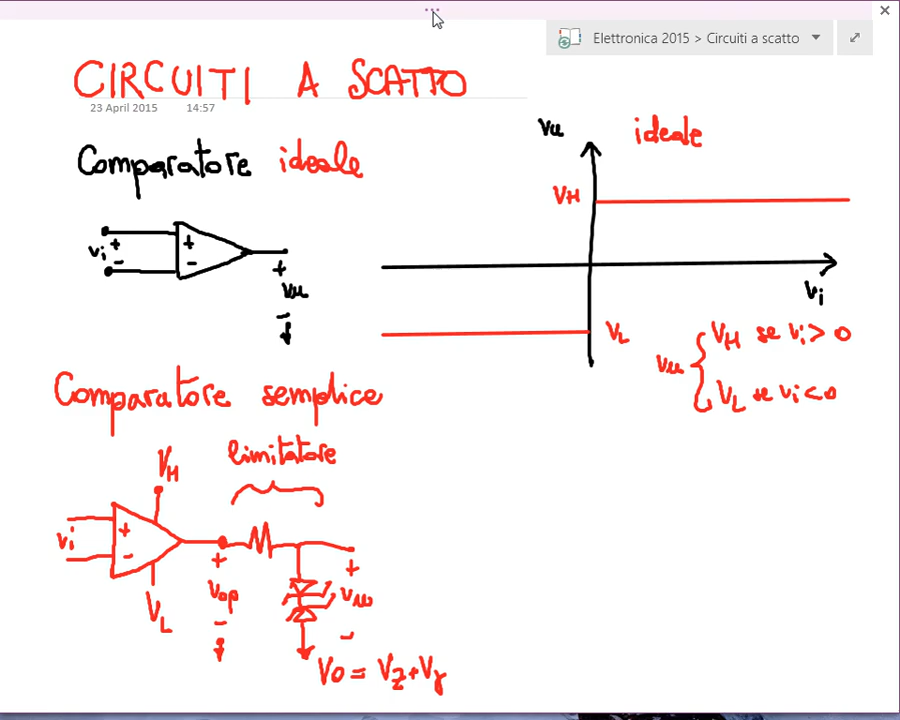 Elettronica 2015 > Circuiti a scatto
CIRCUITI A SCATTO
23 April 2015 14:57
Comparatore ideale
vi
+
-
+
-
+
vu
-
vu
ideale
VH
vi
VL
vu { VH se vi > 0
VL se vi < 0
Comparatore semplice
limitatore
VH
vi
+
-
VL
+
vop
-
+
vu
-
V0 = Vz + Vγ